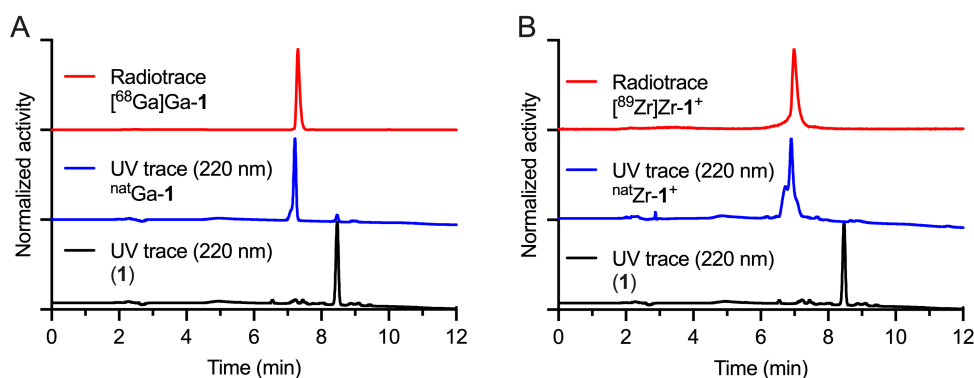 A
Normalized activity
Radiotrace
[⁶⁸Ga]Ga-1
UV trace (220 nm)
ⁿᵃᵗGa-1
UV trace (220 nm)
(1)
0 2 4 6 8 10 12
Time (min)
B
Normalized activity
Radiotrace
[⁸⁹Zr]Zr-1⁺
UV trace (220 nm)
ⁿᵃᵗZr-1⁺
UV trace (220 nm)
(1)
0 2 4 6 8 10 12
Time (min)